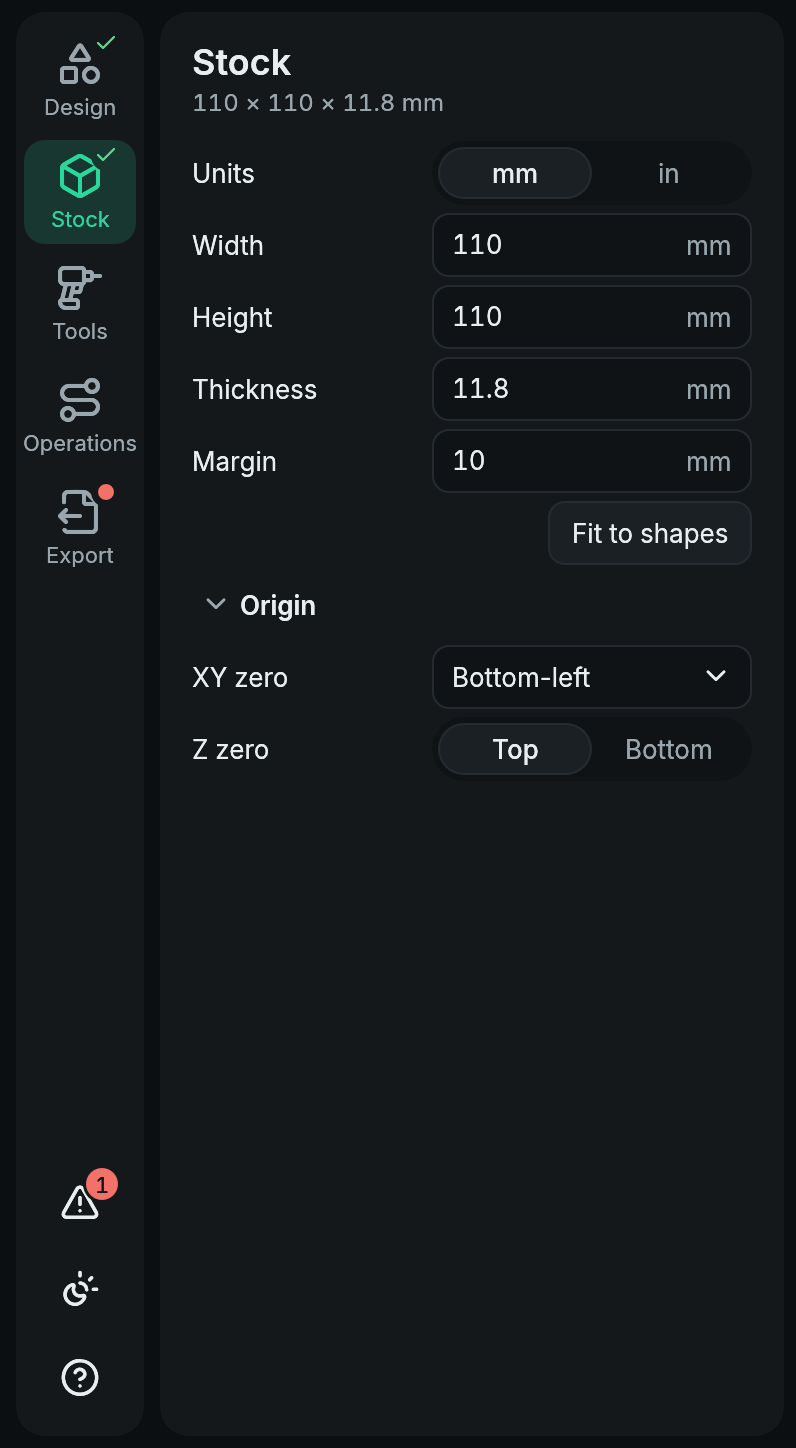 Design
Stock
Tools
Operations
Export
1
Stock
110 × 110 × 11.8 mm
Units mm in
Width 110 mm
Height 110 mm
Thickness 11.8 mm
Margin 10 mm
Fit to shapes
Origin
XY zero Bottom-left
Z zero Top Bottom